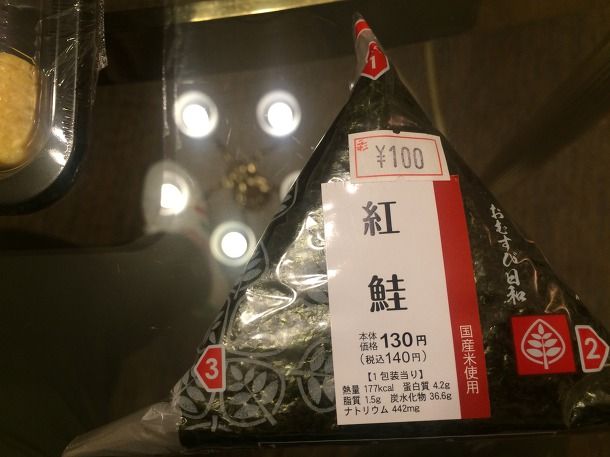 1
彩
¥100
紅鮭
本体価格 130円
(税込140円)
【1包装当り】
熱量 177kcal 蛋白質 4.2g
脂質 1.5g 炭水化物 36.6g
ナトリウム 442mg
国産米使用
おむすび日和
2
3